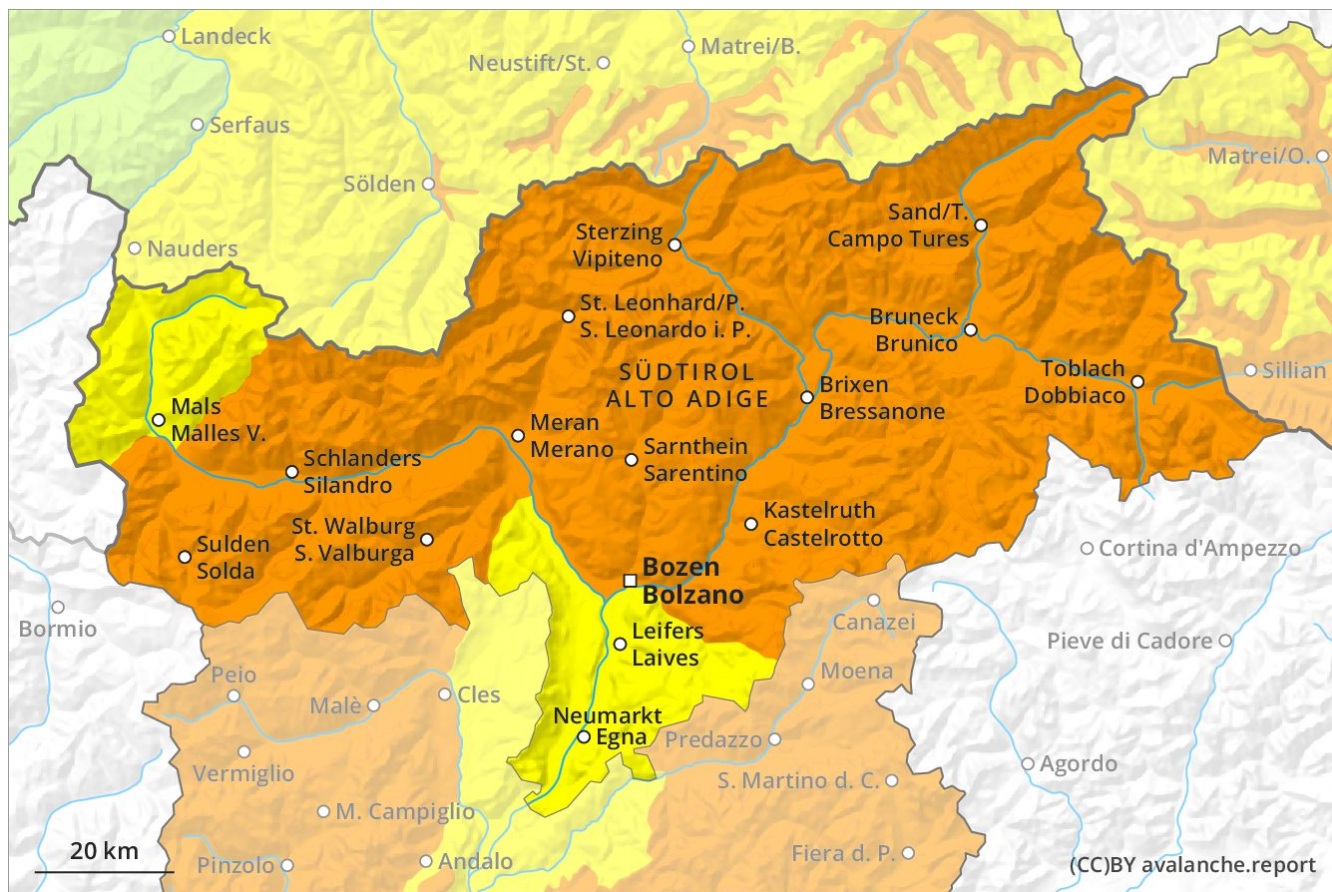 Landeck
Matrei/B.
Neustift/St.
Serfaus
Matrei/O.
Sölden
Sand/T.
Campo Tures
Sterzing
Vipiteno
Nauders
St. Leonhard/P.
S. Leonardo i. P.
Bruneck
Brunico
SÜDTIROL
ALTO ADIGE
Toblach
Dobbiaco
Sillian
Brixen
Bressanone
Mals
Malles V.
Meran
Merano
Sarnthein
Sarentino
Schlanders
Silandro
Kastelruth
Castelrotto
St. Walburg
S. Valburga
Sulden
Solda
Cortina d'Ampezzo
Bozen
Bolzano
Bormio
Canazei
Leifers
Laives
Pieve di Cadore
Peio
Moena
Malè
Cles
Neumarkt
Egna
Predazzo
Vermiglio
Agordo
S. Martino d. C.
M. Campiglio
20 km
Pinzolo
Andalo
Fiera d. P.
(CC)BY avalanche.report